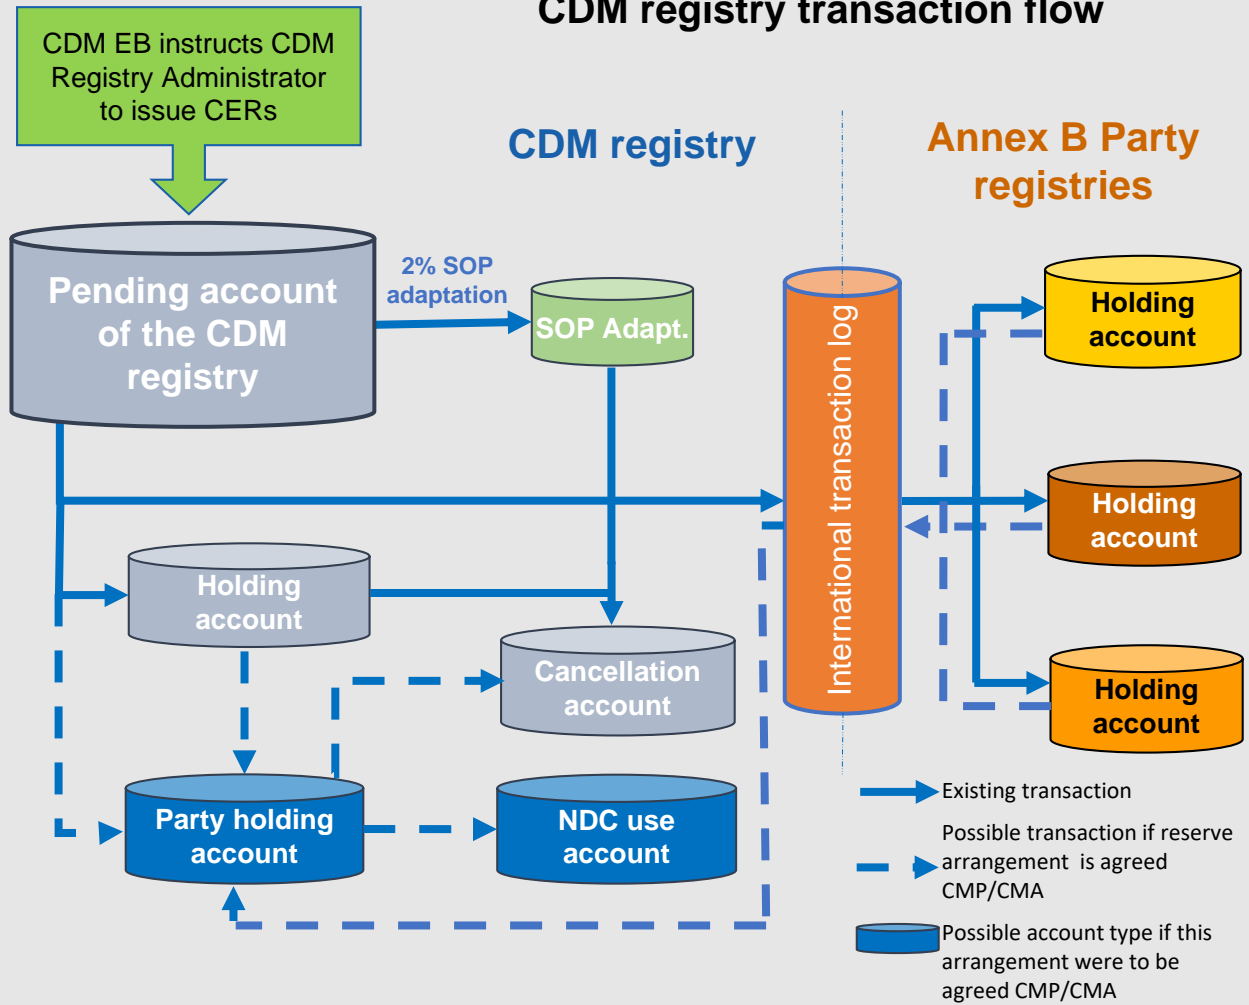 CDM registry transaction flow
CDM EB instructs CDM
Registry Administrator
to issue CERs
CDM registry
Annex B Party
registries
Pending account
of the CDM
registry
2% SOP
adaptation
SOP Adapt.
International transaction log
Holding
account
Holding
account
Holding
account
Holding
account
Cancellation
account
Party holding
account
NDC use
account
Existing transaction
Possible transaction if reserve
arrangement  is agreed
CMP/CMA
Possible account type if this
arrangement were to be
agreed CMP/CMA